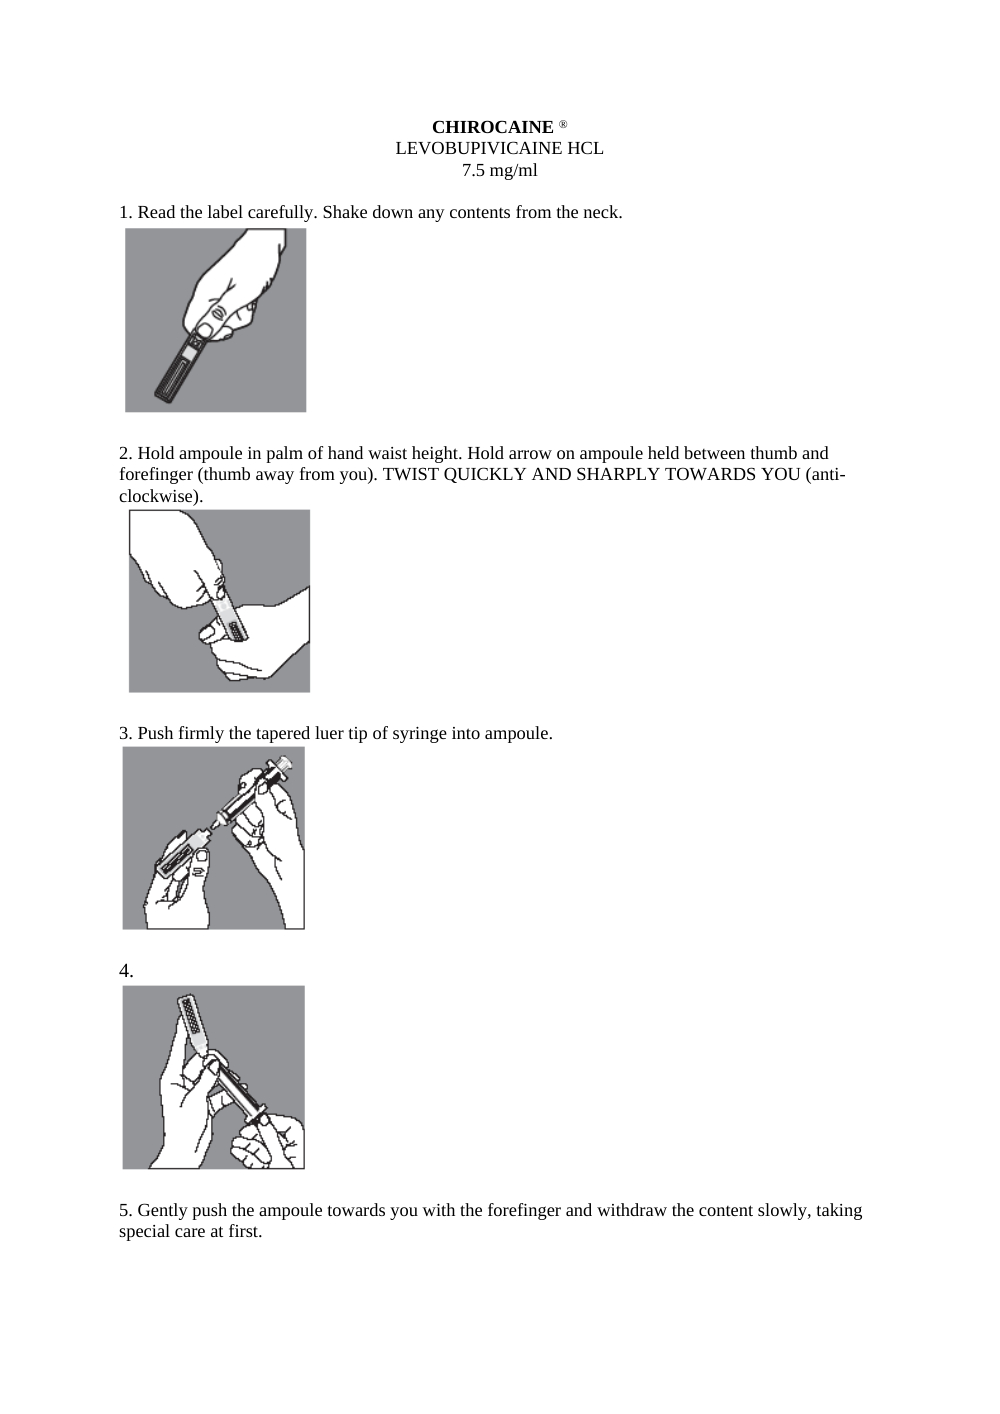 CHIROCAINE ®
LEVOBUPIVICAINE HCL
7.5 mg/ml
1. Read the label carefully. Shake down any contents from the neck.
2. Hold ampoule in palm of hand waist height. Hold arrow on ampoule held between thumb and
forefinger (thumb away from you). TWIST QUICKLY AND SHARPLY TOWARDS YOU (anti-
clockwise).
3. Push firmly the tapered luer tip of syringe into ampoule.
4.
5. Gently push the ampoule towards you with the forefinger and withdraw the content slowly, taking
special care at first.